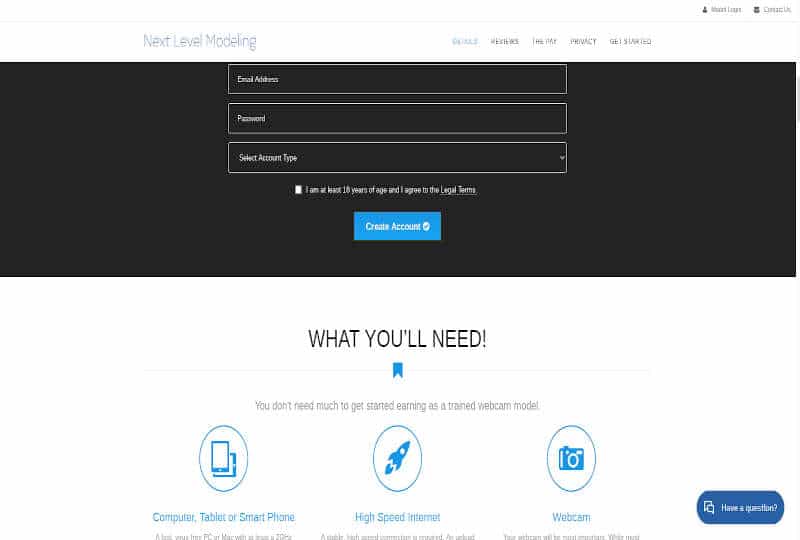 Model Login
Contact Us
Next Level Modeling
DETAILS
REVIEWS
THE PAY
PRIVACY
GET STARTED
Email Address
Password
Select Account Type
I am at least 18 years of age and I agree to the Legal Terms
Create Account
WHAT YOU'LL NEED!
You don't need much to get started earning as a trained webcam model.
Computer, Tablet or Smart Phone
High Speed Internet
Webcam
Have a question?
A fast, virus free PC or Mac with at least a 2GHz
A stable, high speed connection is required. An upload
Your webcam will be most important. While most